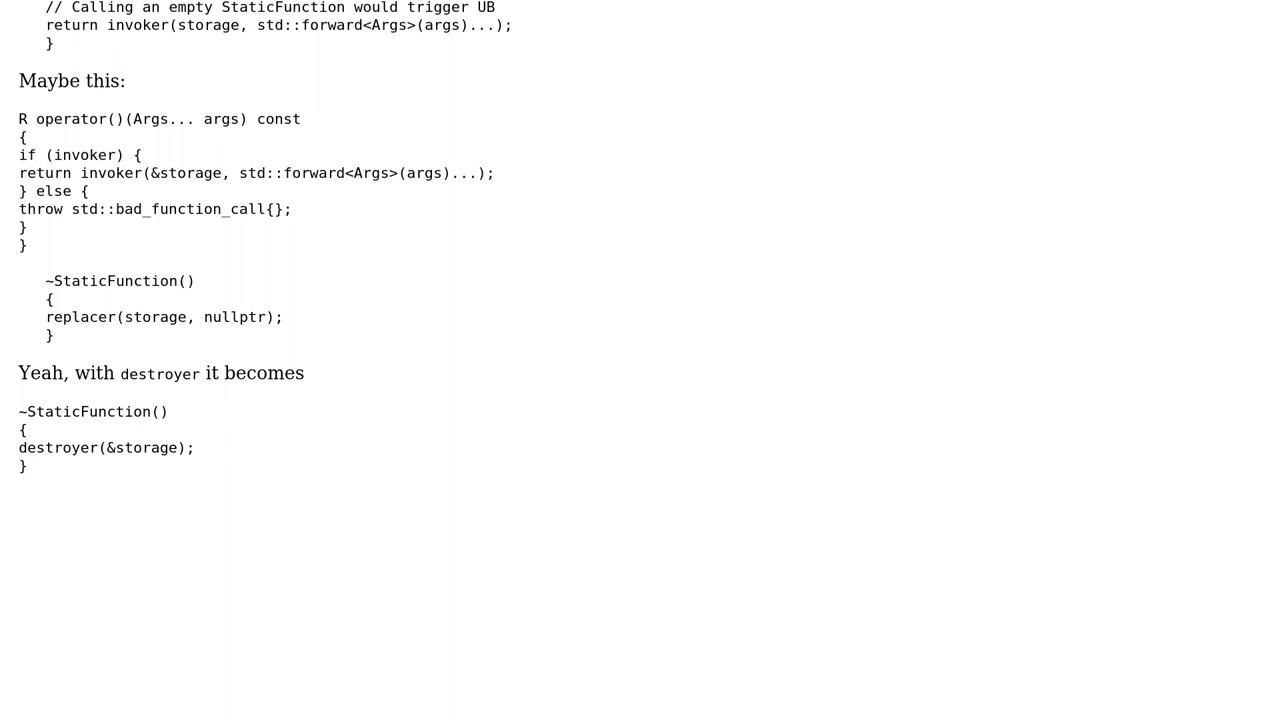 // Calling an empty StaticFunction would trigger UB
return invoker(storage, std::forward<Args>(args)...);
}
Maybe this:
R operator()(Args... args) const
{
if (invoker) {
return invoker(&storage, std::forward<Args>(args)...);
} else {
throw std::bad_function_call{};
}
}
~StaticFunction()
{
replacer(storage, nullptr);
}
Yeah, with destroyer it becomes
~StaticFunction()
{
destroyer(&storage);
}